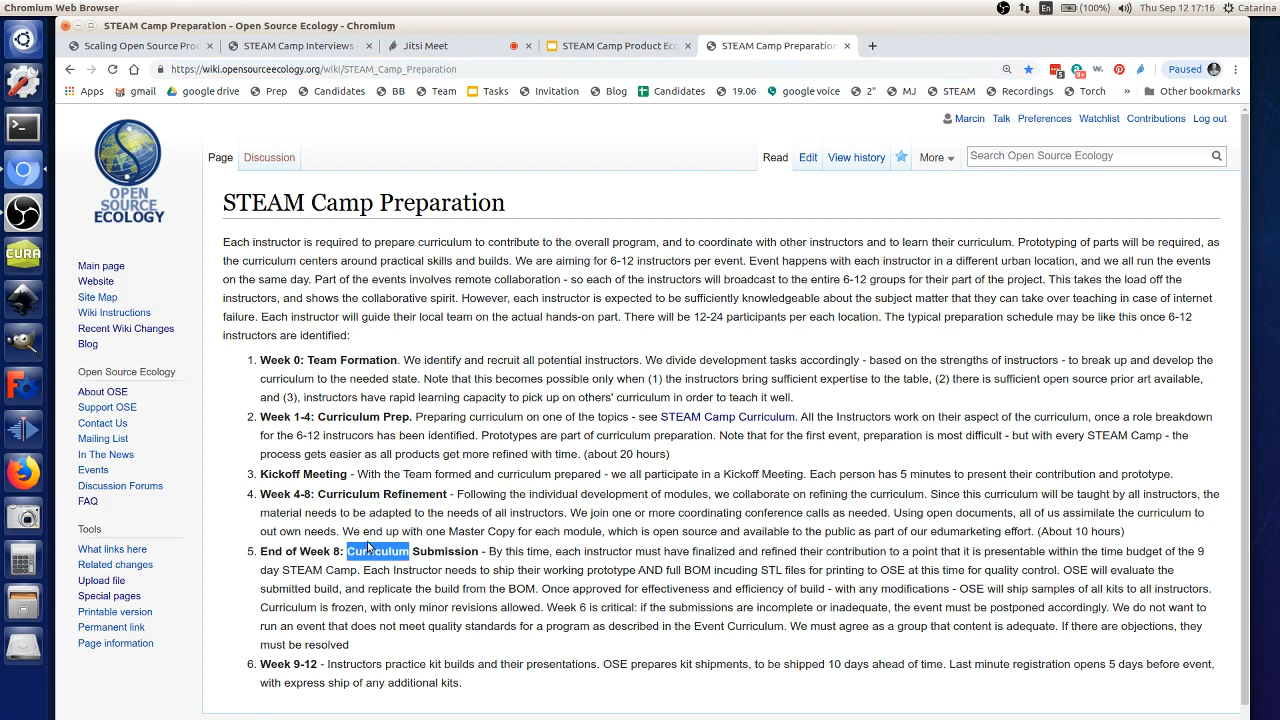 Chromium Web Browser
En
(100%)
Thu Sep 12 17:16
Catarina
STEAM Camp Preparation - Open Source Ecology - Chromium
Scaling Open Source Pro
STEAM Camp Interviews -
Jitsi Meet
STEAM Camp Product Ec
STEAM Camp Preparation
https://wiki.opensourceecology.org/wiki/STEAM_Camp_Preparation
Paused
Apps
gmail
google drive
Prep
Candidates
BB
Team
Tasks
Invitation
Blog
Candidates
19.06
google voice
2"
MJ
STEAM
Recordings
Torch
»
Other bookmarks
Marcin Talk Preferences Watchlist Contributions Log out
Page Discussion Read Edit View history More Search Open Source Ecology
OPEN
SOURCE
ECOLOGY
CURA
Main page
Website
Site Map
Wiki Instructions
Recent Wiki Changes
Blog
Open Source Ecology
About OSE
Support OSE
Contact Us
Mailing List
In The News
Events
Discussion Forums
FAQ
Tools
What links here
Related changes
Upload file
Special pages
Printable version
Permanent link
Page information
STEAM Camp Preparation
Each instructor is required to prepare curriculum to contribute to the overall program, and to coordinate with other instructors and to learn their curriculum. Prototyping of parts will be required, as
the curriculum centers around practical skills and builds. We are aiming for 6-12 instructors per event. Event happens with each instructor in a different urban location, and we all run the events
on the same day. Part of the events involves remote collaboration - so each of the instructors will broadcast to the entire 6-12 groups for their part of the project. This takes the load off the
instructors, and shows the collaborative spirit. However, each instructor is expected to be sufficiently knowledgeable about the subject matter that they can take over teaching in case of internet
failure. Each instructor will guide their local team on the actual hands-on part. There will be 12-24 participants per each location. The typical preparation schedule may be like this once 6-12
instructors are identified:
1. Week 0: Team Formation. We identify and recruit all potential instructors. We divide development tasks accordingly - based on the strengths of instructors - to break up and develop the
curriculum to the needed state. Note that this becomes possible only when (1) the instructors bring sufficient expertise to the table, (2) there is sufficient open source prior art available,
and (3), instructors have rapid learning capacity to pick up on others' curriculum in order to teach it well.
2. Week 1-4: Curriculum Prep. Preparing curriculum on one of the topics - see STEAM Camp Curriculum. All the Instructors work on their aspect of the curriculum, once a role breakdown
for the 6-12 instrucors has been identified. Prototypes are part of curriculum preparation. Note that for the first event, preparation is most difficult - but with every STEAM Camp - the
process gets easier as all products get more refined with time. (about 20 hours)
3. Kickoff Meeting - With the Team formed and curriculum prepared - we all participate in a Kickoff Meeting. Each person has 5 minutes to present their contribution and prototype.
4. Week 4-8: Curriculum Refinement - Following the individual development of modules, we collaborate on refining the curriculum. Since this curriculum will be taught by all instructors, the
material needs to be adapted to the needs of all instructors. We join one or more coordinating conference calls as needed. Using open documents, all of us assimilate the curriculum to
out own needs. We end up with one Master Copy for each module, which is open source and available to the public as par of our edumarketing effort. (About 10 hours)
5. End of Week 8: Curriculum Submission - By this time, each instructor must have finalized and refined their contribution to a point that it is presentable within the time budget of the 9
day STEAM Camp. Each Instructor needs to ship their working prototype AND full BOM including STL files for printing to OSE at this time for quality control. OSE will evaluate the
submitted build, and replicate the build from the BOM. Once approved for effectiveness and efficiency of build - with any modifications - OSE will ship samples of all kits to all instructors.
Curriculum is frozen, with only minor revisions allowed. Week 6 is critical: if the submissions are incomplete or inadequate, the event must be postponed accordingly. We do not want to
run an event that does not meet quality standards for a program as described in the Event Curriculum. We must agree as a group that content is adequate. If there are objections, they
must be resolved
6. Week 9-12 - Instructors practice kit builds and their presentations. OSE prepares kit shipments, to be shipped 10 days ahead of time. Last minute registration opens 5 days before event,
with express ship of any additional kits.